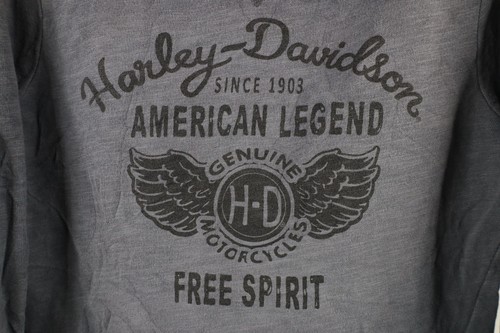 Harley-Davidson
SINCE 1903
AMERICAN LEGEND
GENUINE
H-D
MOTORCYCLES
FREE SPIRIT